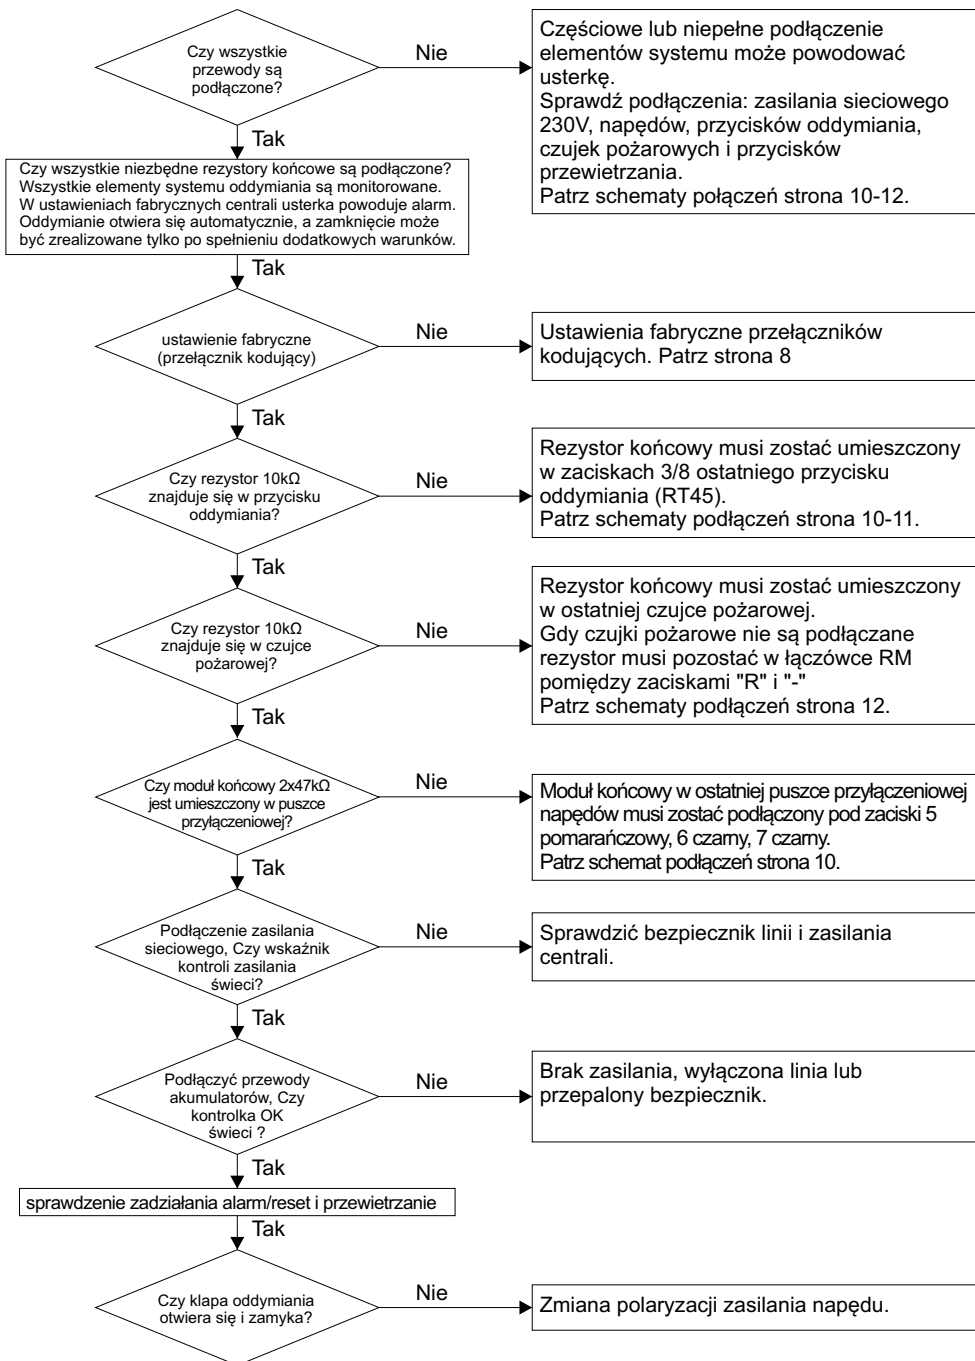 Czy wszystkie
przewody są
podłączone?
Nie
Częściowe lub niepełne podłączenie
elementów systemu może powodować
usterkę.
Sprawdź podłączenia: zasilania sieciowego
230V, napędów, przycisków oddymiania,
czujek pożarowych i przycisków
przewietrzania.
Patrz schematy połączeń strona 10-12.
Tak
Czy wszystkie niezbędne rezystory końcowe są podłączone?
Wszystkie elementy systemu oddymiania są monitorowane.
W ustawieniach fabrycznych centrali usterka powoduje alarm.
Oddymianie otwiera się automatycznie, a zamknięcie może
być zrealizowane tylko po spełnieniu dodatkowych warunków.
Tak
ustawienie fabryczne
(przełącznik kodujący)
Nie
Ustawienia fabryczne przełączników
kodujących. Patrz strona 8
Tak
Czy rezystor 10kΩ
znajduje się w przycisku
oddymiania?
Nie
Rezystor końcowy musi zostać umieszczony
w zaciskach 3/8 ostatniego przycisku
oddymiania (RT45).
Patrz schematy podłączeń strona 10-11.
Tak
Czy rezystor 10kΩ
znajduje się w czujce
pożarowej?
Nie
Rezystor końcowy musi zostać umieszczony
w ostatniej czujce pożarowej.
Gdy czujki pożarowe nie są podłączane
rezystor musi pozostać w łączówce RM
pomiędzy zaciskami "R" i "-"
Patrz schematy podłączeń strona 12.
Tak
Czy moduł końcowy 2x47kΩ
jest umieszczony w puszce
przyłączeniowej?
Nie
Moduł końcowy w ostatniej puszce przyłączeniowej
napędów musi zostać podłączony pod zaciski 5
pomarańczowy, 6 czarny, 7 czarny.
Patrz schemat podłączeń strona 10.
Tak
Podłączenie zasilania
sieciowego, Czy wskaźnik
kontroli zasilania
świeci?
Nie
Sprawdzić bezpiecznik linii i zasilania
centrali.
Tak
Podłączyć przewody
akumulatorów, Czy
kontrolka OK
świeci ?
Nie
Brak zasilania, wyłączona linia lub
przepalony bezpiecznik.
Tak
sprawdzenie zadziałania alarm/reset i przewietrzanie
Tak
Czy klapa oddymiania
otwiera się i zamyka?
Nie
Zmiana polaryzacji zasilania napędu.